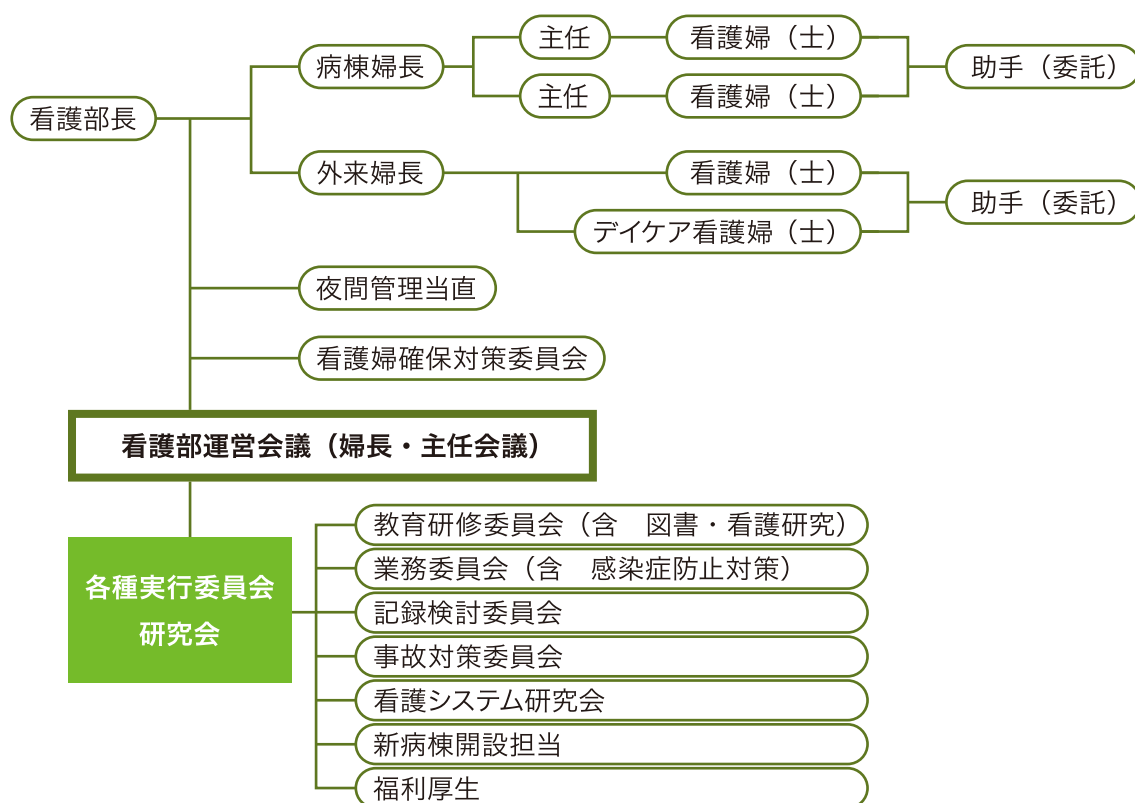 看護部長
病棟婦長
主任
看護婦（士）
主任
看護婦（士）
助手（委託）
外来婦長
看護婦（士）
デイケア看護婦（士）
助手（委託）
夜間管理当直
看護婦確保対策委員会
看護部運営会議（婦長・主任会議）
各種実行委員会
研究会
教育研修委員会（含　図書・看護研究）
業務委員会（含　感染症防止対策）
記録検討委員会
事故対策委員会
看護システム研究会
新病棟開設担当
福利厚生